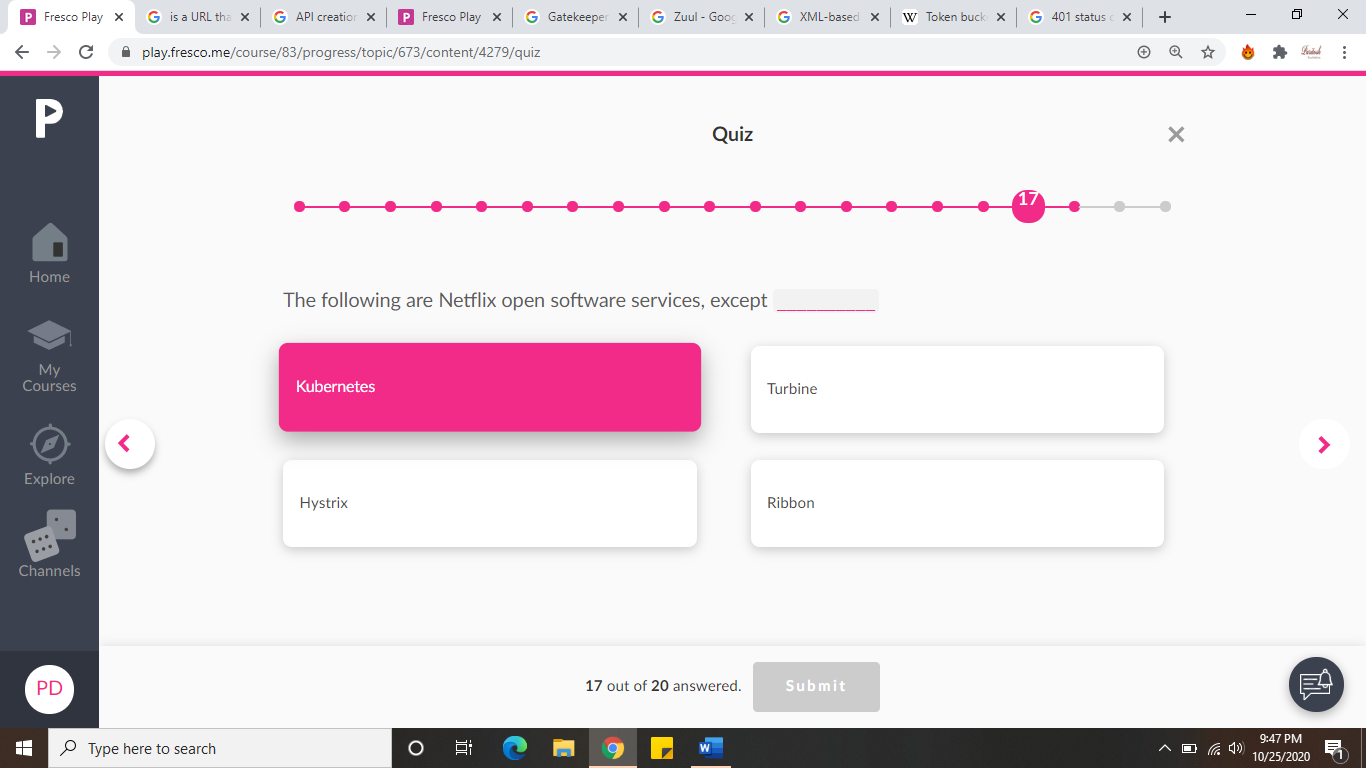 Fresco Play
is a URL tha
API creation
Fresco Play
Gatekeeper
Zuul - Goog
XML-based
Token buck
401 status c
play.fresco.me/course/83/progress/topic/673/content/4279/quiz
Quiz
17
Home
The following are Netflix open software services, except __________
My
Courses
Kubernetes
Turbine
Explore
Hystrix
Ribbon
Channels
PD
17 out of 20 answered.
Submit
Type here to search
9:47 PM
10/25/2020
1